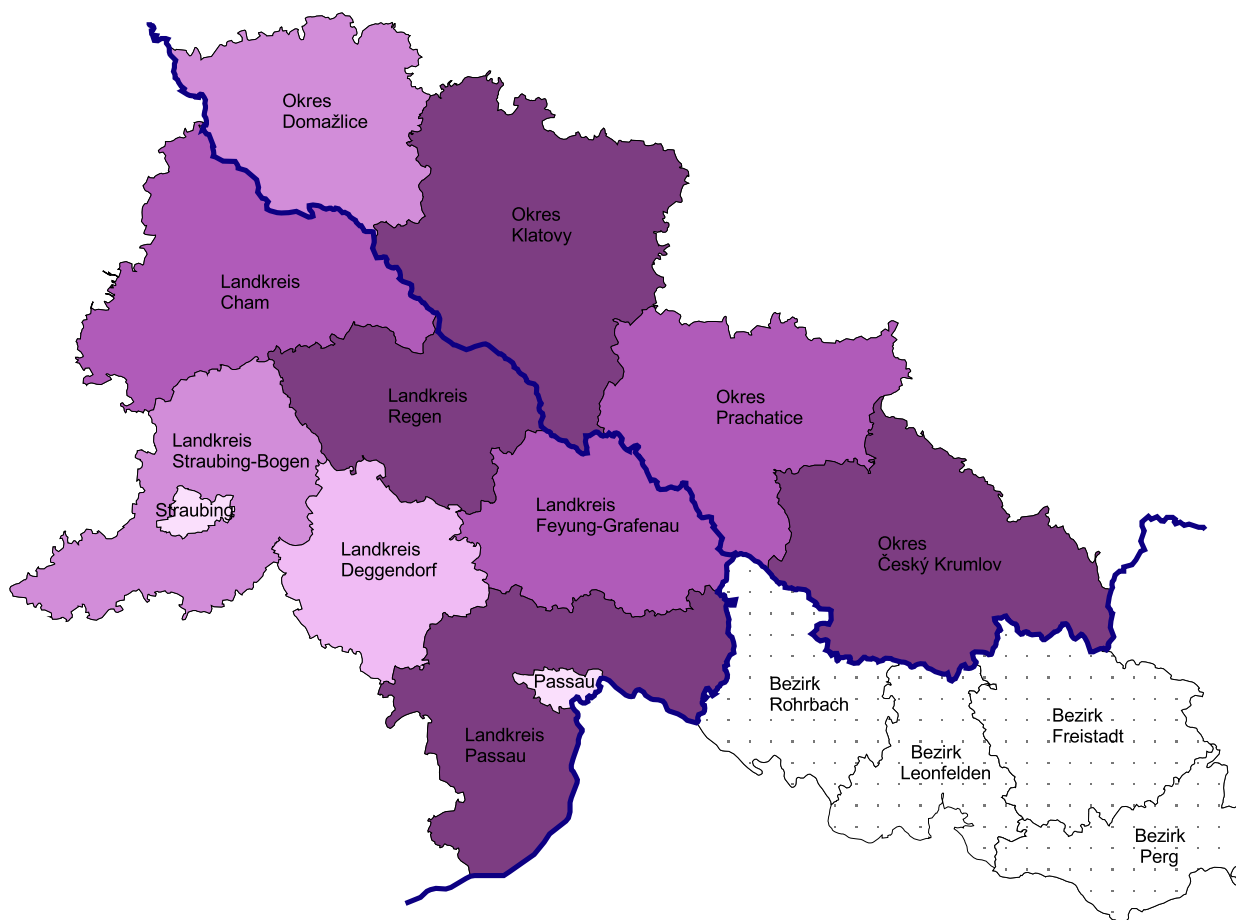 Okres
Domažlice
Okres
Klatovy
Landkreis
Cham
Landkreis
Regen
Okres
Prachatice
Landkreis
Straubing-Bogen
Straubing
Landkreis
Feyung-Grafenau
Landkreis
Deggendorf
Okres
Český Krumlov
Passau
Bezirk
Rohrbach
Landkreis
Passau
Bezirk
Freistadt
Bezirk
Leonfelden
Bezirk
Perg